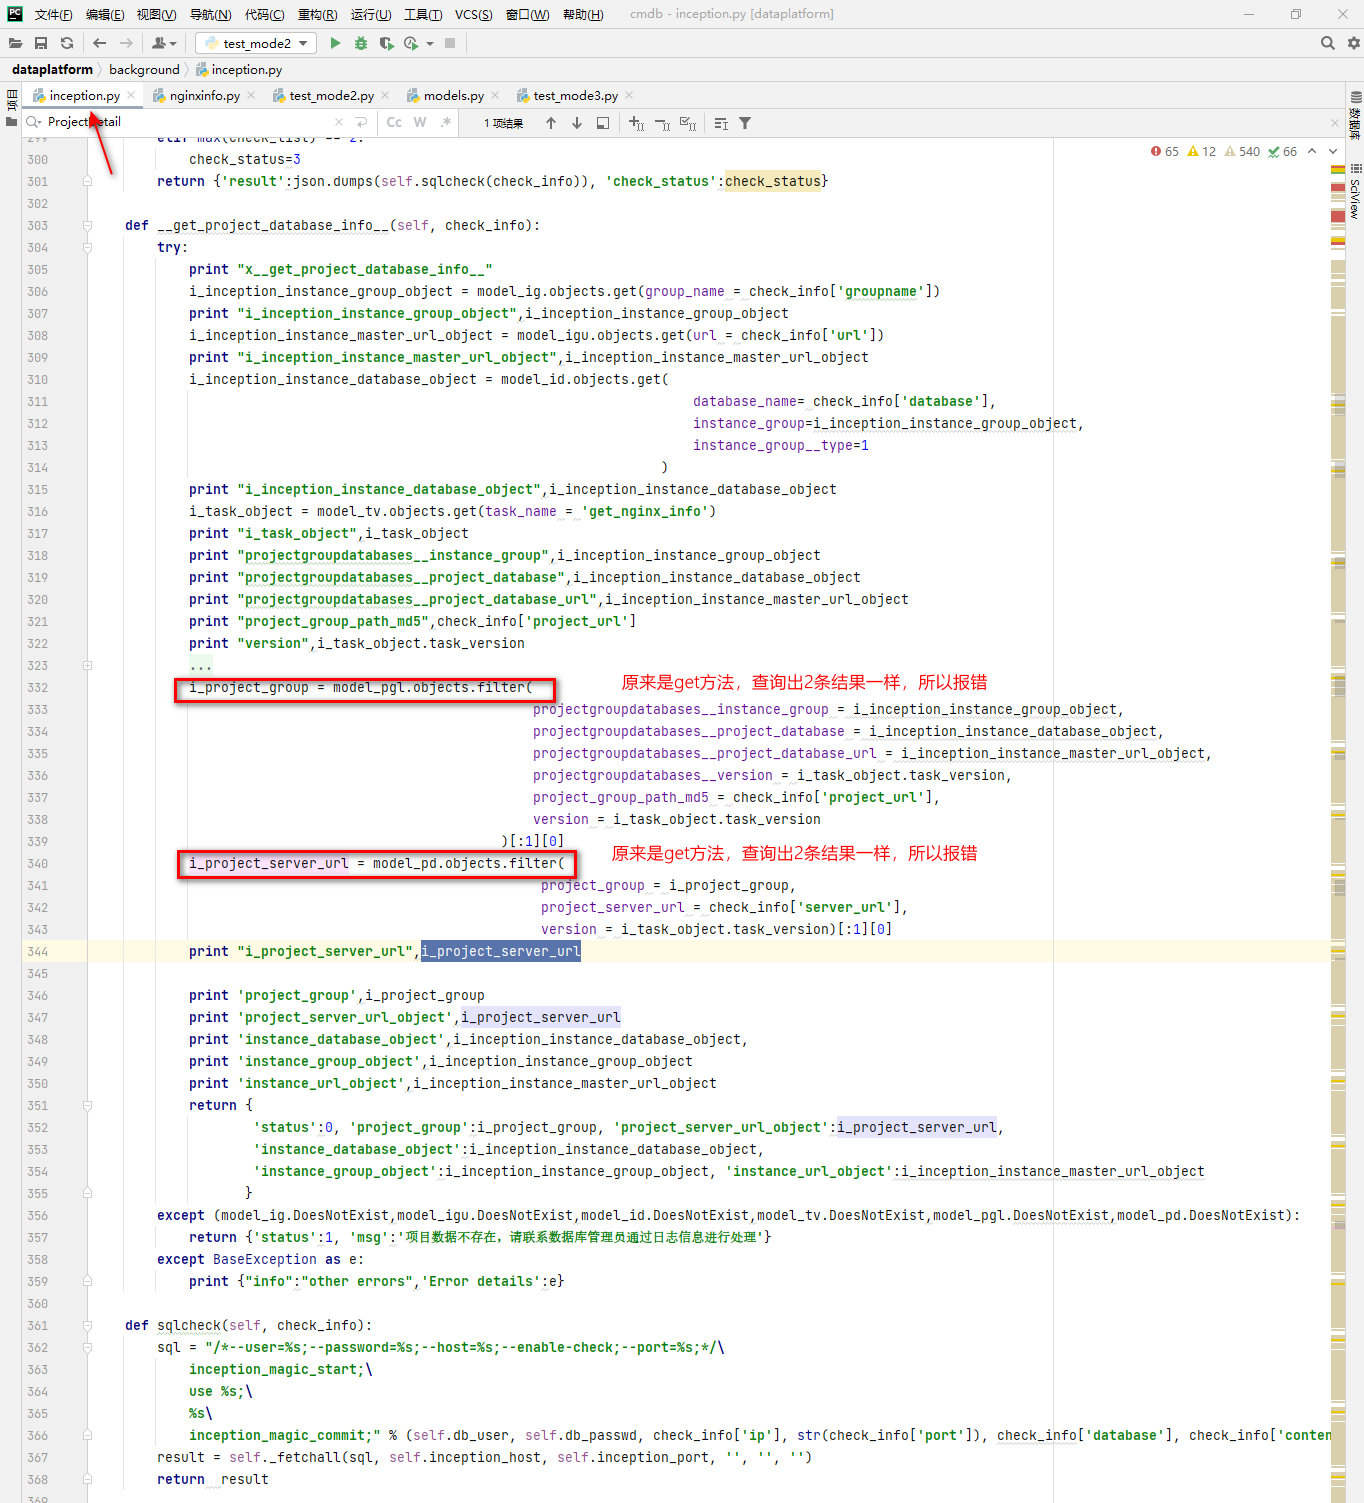 PC 文件(F) 编辑(E) 视图(V) 导航(N) 代码(C) 重构(R) 运行(U) 工具(T) VCS(S) 窗口(W) 帮助(H) cmdb - inception.py [dataplatform]
test_mode2
dataplatform background inception.py
inception.py nginxinfo.py test_mode2.py models.py test_mode3.py
Cc W .* 1 项结果
项目
数据库
SciView
65 12 540 66
300 check_status=3
301 return {'result':json.dumps(self.sqlcheck(check_info)), 'check_status':check_status}
302
303 def __get_project_database_info__(self, check_info):
304 try:
305 print "x__get_project_database_info__"
306 i_inception_instance_group_object = model_ig.objects.get(group_name = check_info['groupname'])
307 print "i_inception_instance_group_object",i_inception_instance_group_object
308 i_inception_instance_master_url_object = model_igu.objects.get(url = check_info['url'])
309 print "i_inception_instance_master_url_object",i_inception_instance_master_url_object
310 i_inception_instance_database_object = model_id.objects.get(
311 database_name= check_info['database'],
312 instance_group=i_inception_instance_group_object,
313 instance_group__type=1
314 )
315 print "i_inception_instance_database_object",i_inception_instance_database_object
316 i_task_object = model_tv.objects.get(task_name = 'get_nginx_info')
317 print "i_task_object",i_task_object
318 print "projectgroupdatabases__instance_group",i_inception_instance_group_object
319 print "projectgroupdatabases__project_database",i_inception_instance_database_object
320 print "projectgroupdatabases__project_database_url",i_inception_instance_master_url_object
321 print "project_group_path_md5",check_info['project_url']
322 print "version",i_task_object.task_version
323 ...
332 i_project_group = model_pgl.objects.filter( 原来是get方法，查询出2条结果一样，所以报错
333 projectgroupdatabases__instance_group = i_inception_instance_group_object,
334 projectgroupdatabases__project_database = i_inception_instance_database_object,
335 projectgroupdatabases__project_database_url = i_inception_instance_master_url_object,
336 projectgroupdatabases__version = i_task_object.task_version,
337 project_group_path_md5 = check_info['project_url'],
338 version = i_task_object.task_version
339 )[:1][0]
340 i_project_server_url = model_pd.objects.filter( 原来是get方法，查询出2条结果一样，所以报错
341 project_group = i_project_group,
342 project_server_url = check_info['server_url'],
343 version = i_task_object.task_version)[:1][0]
344 print "i_project_server_url",i_project_server_url
345
346 print 'project_group',i_project_group
347 print 'project_server_url_object',i_project_server_url
348 print 'instance_database_object',i_inception_instance_database_object,
349 print 'instance_group_object',i_inception_instance_group_object
350 print 'instance_url_object',i_inception_instance_master_url_object
351 return {
352 'status':0, 'project_group':i_project_group, 'project_server_url_object':i_project_server_url,
353 'instance_database_object':i_inception_instance_database_object,
354 'instance_group_object':i_inception_instance_group_object, 'instance_url_object':i_inception_instance_master_url_object
355 }
356 except (model_ig.DoesNotExist,model_igu.DoesNotExist,model_id.DoesNotExist,model_tv.DoesNotExist,model_pgl.DoesNotExist,model_pd.DoesNotExist):
357 return {'status':1, 'msg':'项目数据不存在，请联系数据库管理员通过日志信息进行处理'}
358 except BaseException as e:
359 print {"info":"other errors",'Error details':e}
360
361 def sqlcheck(self, check_info):
362 sql = "/*--user=%s;--password=%s;--host=%s;--enable-check;--port=%s;*/\
363 inception_magic_start;\
364 use %s;\
365 %s\
366 inception_magic_commit;" % (self.db_user, self.db_passwd, check_info['ip'], str(check_info['port']), check_info['database'], check_info['conten
367 result = self._fetchall(sql, self.inception_host, self.inception_port, '', '', '')
368 return result